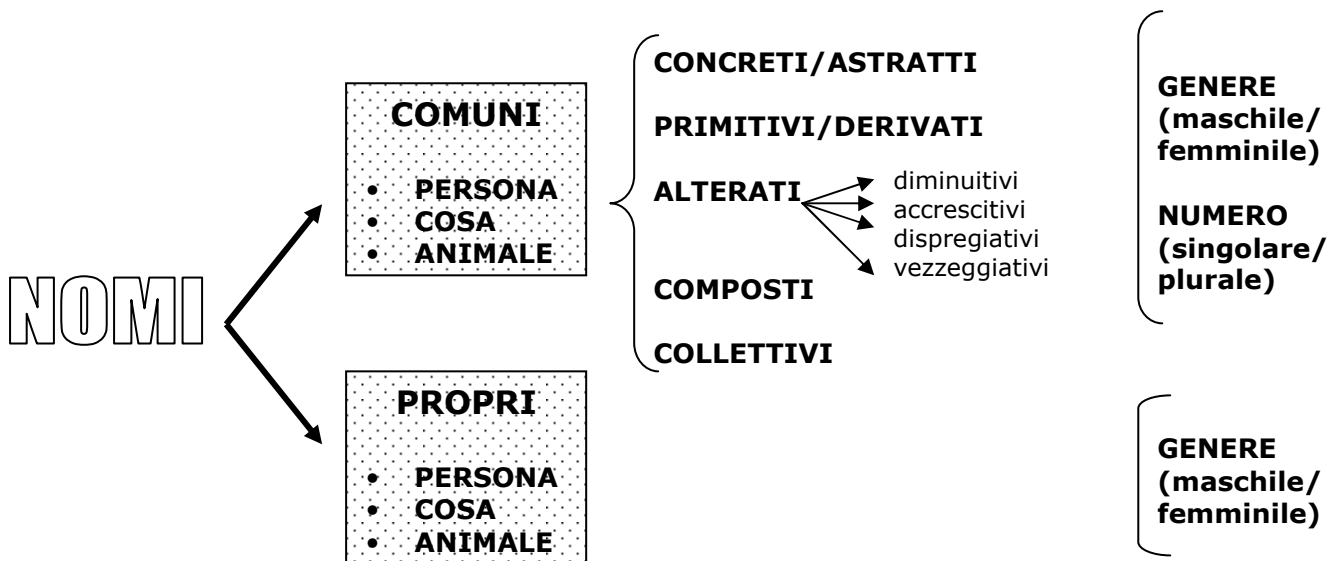 NOMI
COMUNI
• PERSONA
• COSA
• ANIMALE
CONCRETI/ASTRATTI
PRIMITIVI/DERIVATI
ALTERATI
diminuitivi
accrescitivi
dispregiativi
vezzeggiativi
COMPOSTI
COLLETTIVI
GENERE
(maschile/
femminile)
NUMERO
(singolare/
plurale)
PROPRI
• PERSONA
• COSA
• ANIMALE
GENERE
(maschile/
femminile)